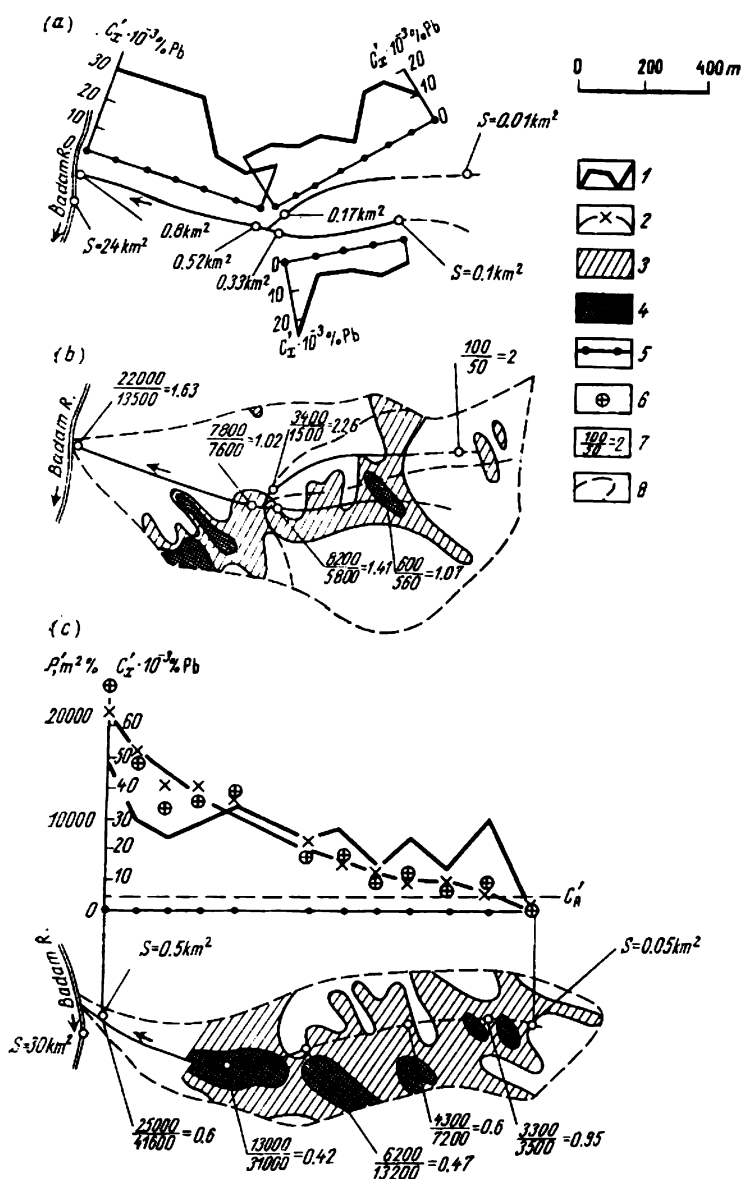 (a)
C'x·10⁻³% Pb
30
20
10
0
C'x·10⁻³% Pb
20
10
0
0 200 400 m
S=0.01km²
Badam R.
S=24km²
0.8km²
0.52km²
0.33km²
0.17km²
S=0.1km²
0
10
20
C'x·10⁻³% Pb
1
2
3
4
5
6
100/50=2 7
8
(b)
Badam R.
22000/13500=1.63
7800/7600=1.02
3400/1500=2.26
100/50=2
8200/5800=1.41
600/560=1.07
(c)
P',m²% C'x·10⁻³% Pb
20000
10000
0
60
50
40
30
20
10
C'A
Badam R.
S=30km²
S=0.5km²
S=0.05km²
25000/41600=0.6
13000/31000=0.42
6200/13200=0.47
4300/7200=0.6
3300/3500=0.95